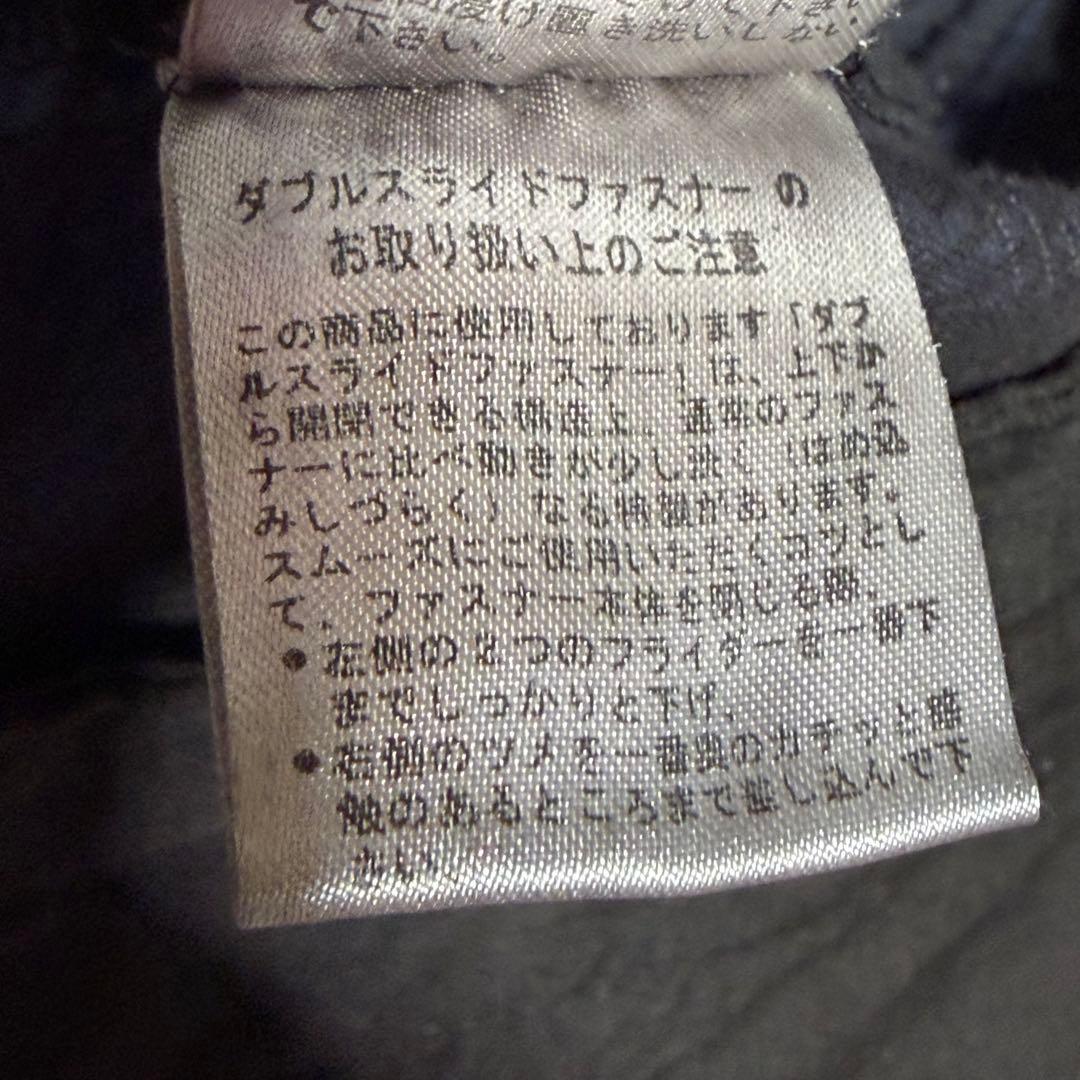 て下さい。
ダブルスライドファスナーの
お取り扱い上のご注意
この商品に使用しております「ダブ
ルスライドファスナー」は、上下か
ら開閉できる構造上、通常のファス
ナーに比べ動きが少し渋く（はめ込
みしづらく）なる特徴があります。
スムーズにご使用いただくコツとし
て、ファスナー本体を閉じる際、
●左側の2つのスライダーを一番下
までしっかりと下げ、
●右側のツメを一番奥のカチッと感
触のあるところまで差し込んで下
さい。